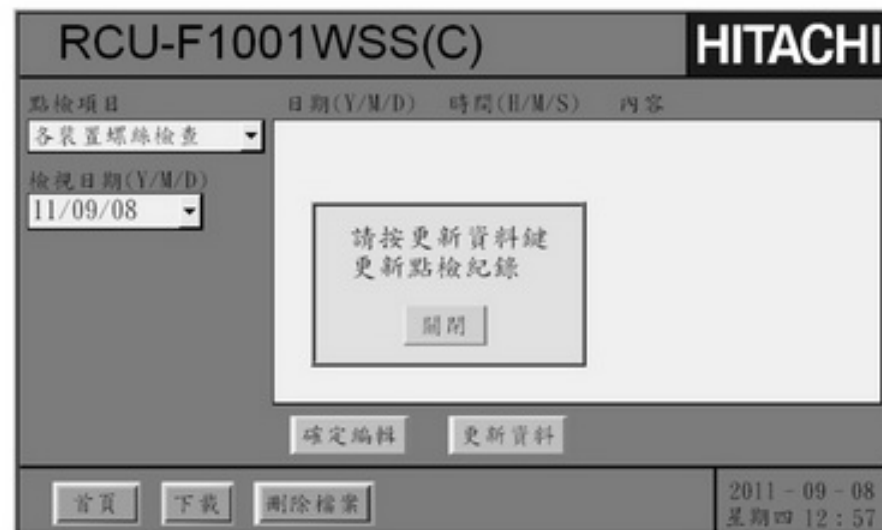 RCU-F1001WSS(C)
HITACHI
點檢項目
日期(Y/M/D) 時間(H/M/S) 內容
各裝置螺絲檢查
檢視日期(Y/M/D)
11/09/08
請按更新資料鍵
更新點檢紀錄
關閉
確定編輯
更新資料
首頁
下載
刪除檔案
2011 - 09 - 08
星期四 12 : 57